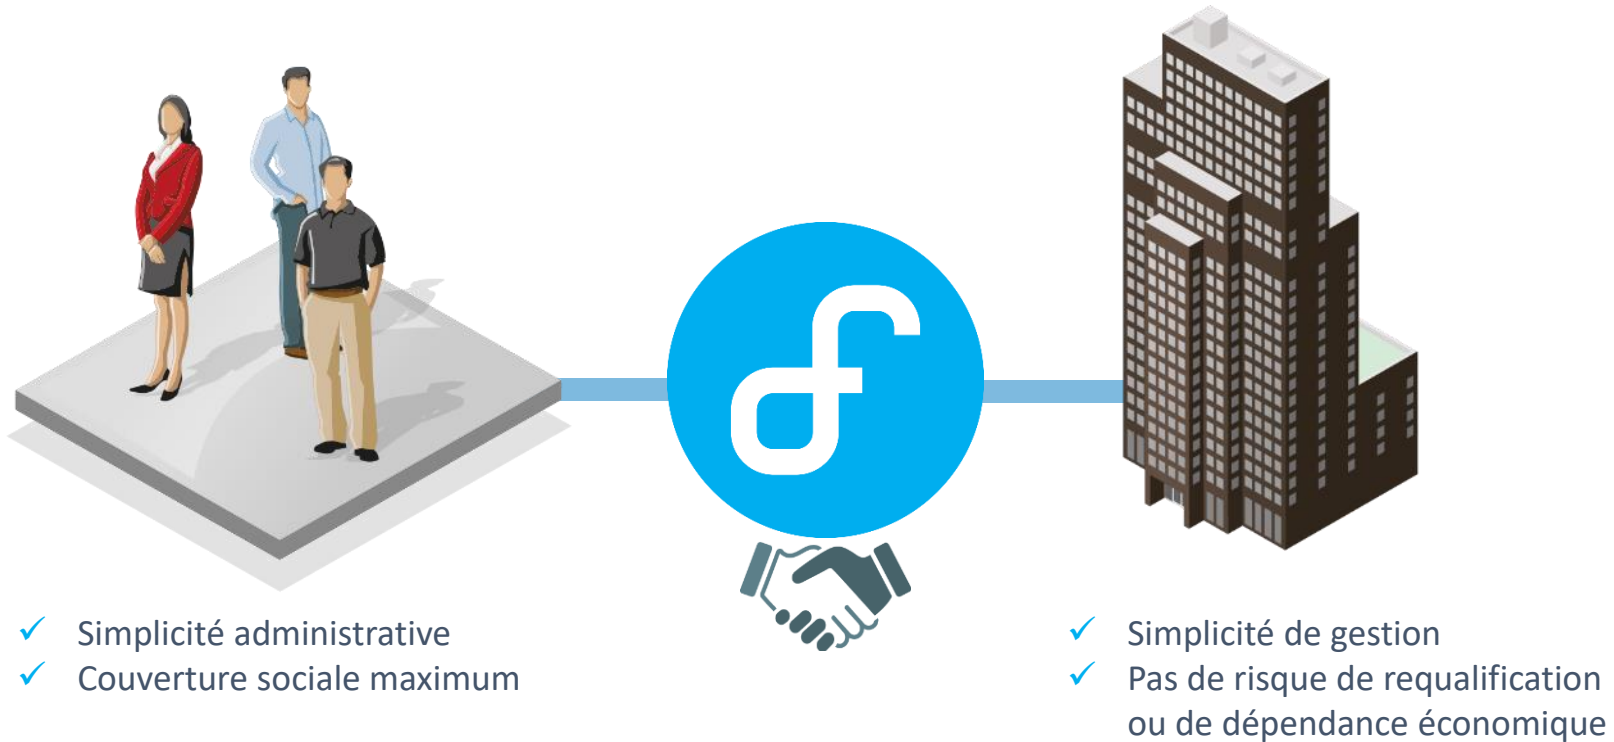 Simplicité administrative
Couverture sociale maximum
Simplicité de gestion
Pas de risque de requalification
ou de dépendance économique